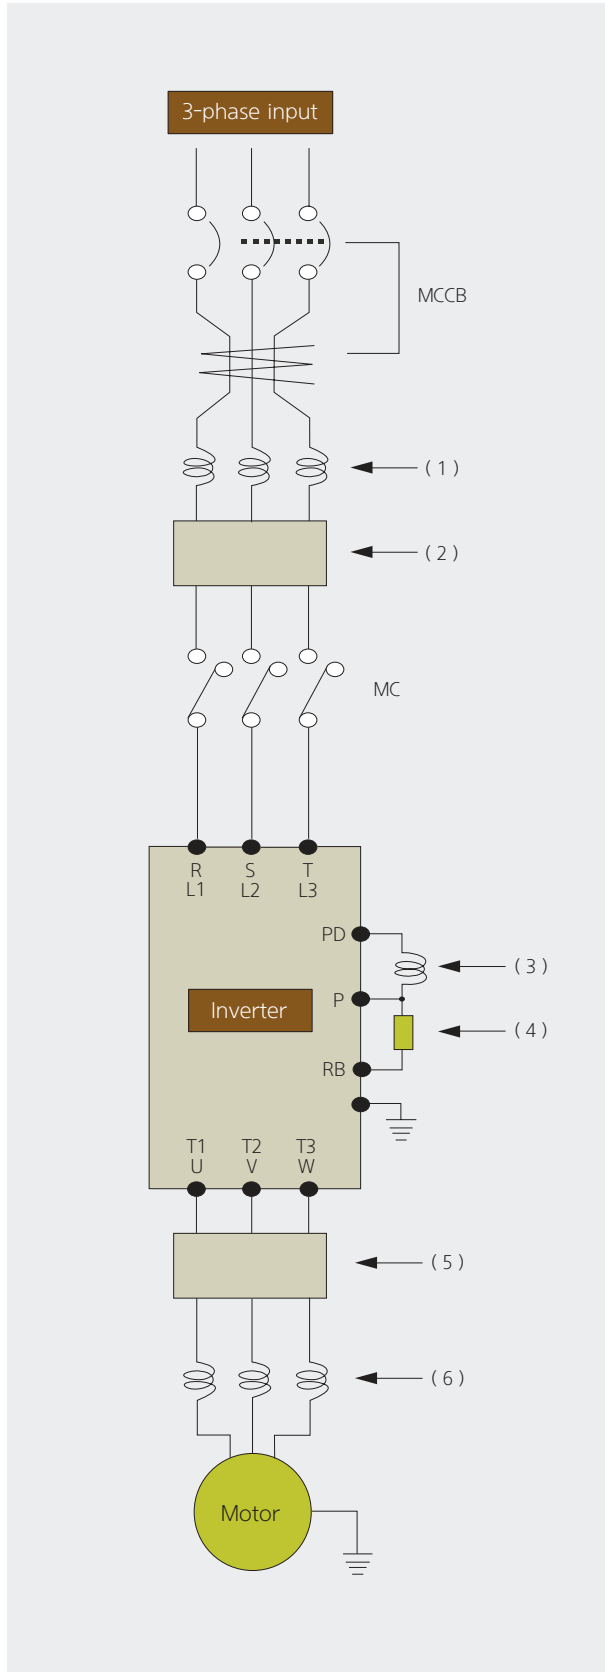 3-phase input
MCCB
( 1 )
( 2 )
MC
R S T
L1 L2 L3
PD
( 3 )
P
Inverter
( 4 )
RB
T1 T2 T3
U V W
( 5 )
( 6 )
Motor